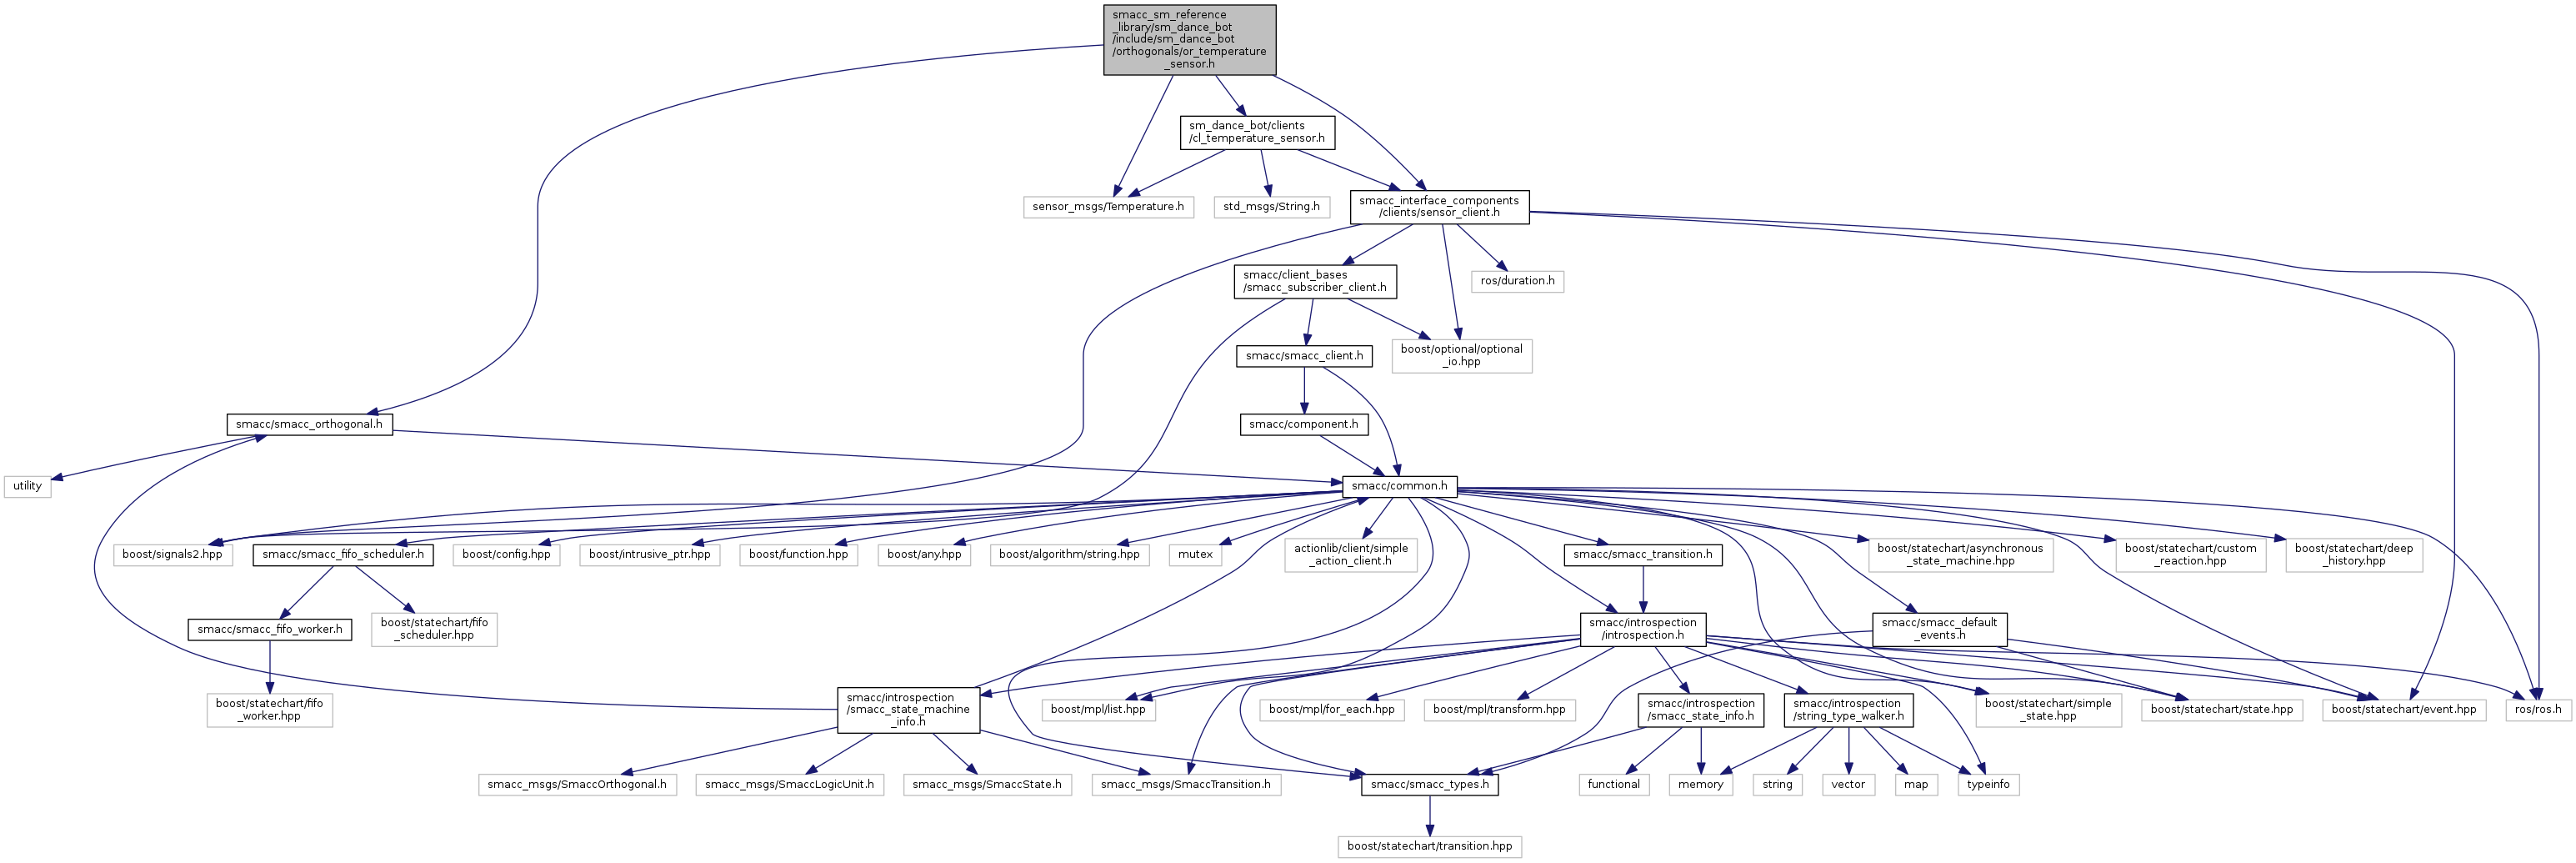 smacc_sm_reference
_library/sm_dance_bot
/include/sm_dance_bot
/orthogonals/or_temperature
_sensor.h
sm_dance_bot/clients
/cl_temperature_sensor.h
sensor_msgs/Temperature.h
std_msgs/String.h
smacc_interface_components
/clients/sensor_client.h
smacc/client_bases
/smacc_subscriber_client.h
ros/duration.h
smacc/smacc_client.h
boost/optional/optional
_io.hpp
smacc/smacc_orthogonal.h
smacc/component.h
utility
smacc/common.h
boost/signals2.hpp
smacc/smacc_fifo_scheduler.h
boost/config.hpp
boost/intrusive_ptr.hpp
boost/function.hpp
boost/any.hpp
boost/algorithm/string.hpp
mutex
actionlib/client/simple
_action_client.h
smacc/smacc_transition.h
boost/statechart/asynchronous
_state_machine.hpp
boost/statechart/custom
_reaction.hpp
boost/statechart/deep
_history.hpp
smacc/smacc_fifo_worker.h
boost/statechart/fifo
_scheduler.hpp
smacc/introspection
/introspection.h
smacc/smacc_default
_events.h
boost/statechart/fifo
_worker.hpp
smacc/introspection
/smacc_state_machine
_info.h
boost/mpl/list.hpp
boost/mpl/for_each.hpp
boost/mpl/transform.hpp
smacc/introspection
/smacc_state_info.h
smacc/introspection
/string_type_walker.h
boost/statechart/simple
_state.hpp
boost/statechart/state.hpp
boost/statechart/event.hpp
ros/ros.h
smacc_msgs/SmaccOrthogonal.h
smacc_msgs/SmaccLogicUnit.h
smacc_msgs/SmaccState.h
smacc_msgs/SmaccTransition.h
smacc/smacc_types.h
functional
memory
string
vector
map
typeinfo
boost/statechart/transition.hpp